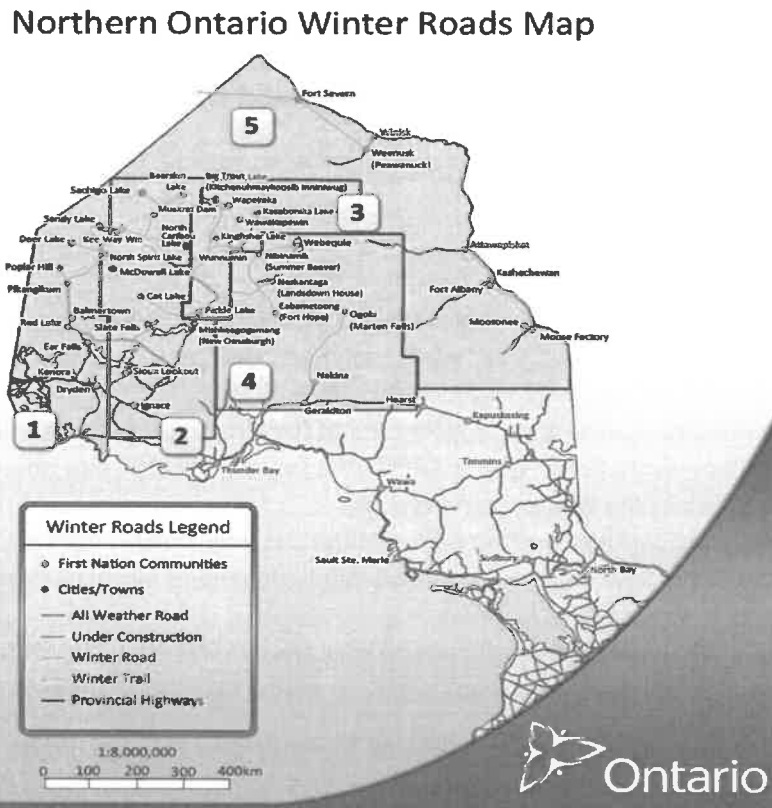 Northern Ontario Winter Roads Map
Fort Severn
5
Winisk
Weenusk
(Peawanuck)
Bearskin
Lake
Big Trout Lake
(Kitchenuhmaykoosib Inninwug)
Sachigo Lake
Wapekeka
Muskrat Dam
Kasabonika Lake
3
Wawakapewin
Sandy Lake
North
Caribou
Lake
Kingfisher Lake
Deer Lake
Kee Way Win
Webequie
Attawapiskat
Wunnumin
North Spirit Lake
Nibinamik
(Summer Beaver)
Poplar Hill
McDowell Lake
Kashechewan
Neskantaga
(Landsdown House)
Fort Albany
Pikangikum
Cat Lake
Balmertown
Pickle Lake
Eabametoong
(Fort Hope)
Ogoki
(Marten Falls)
Moosonee
Red Lake
Slate Falls
Mishkeegogamang
(New Osnaburgh)
Moose Factory
Ear Falls
Kenora
Sioux Lookout
4
Nakina
Dryden
Ignace
Geraldton
Hearst
Kapuskasing
1
2
Thunder Bay
Timmins
Wawa
Sault Ste. Marie
Sudbury
North Bay
Winter Roads Legend
First Nation Communities
Cities/Towns
All Weather Road
Under Construction
Winter Road
Winter Trail
Provincial Highways
1:8,000,000
0 100 200 300 400km
Ontario